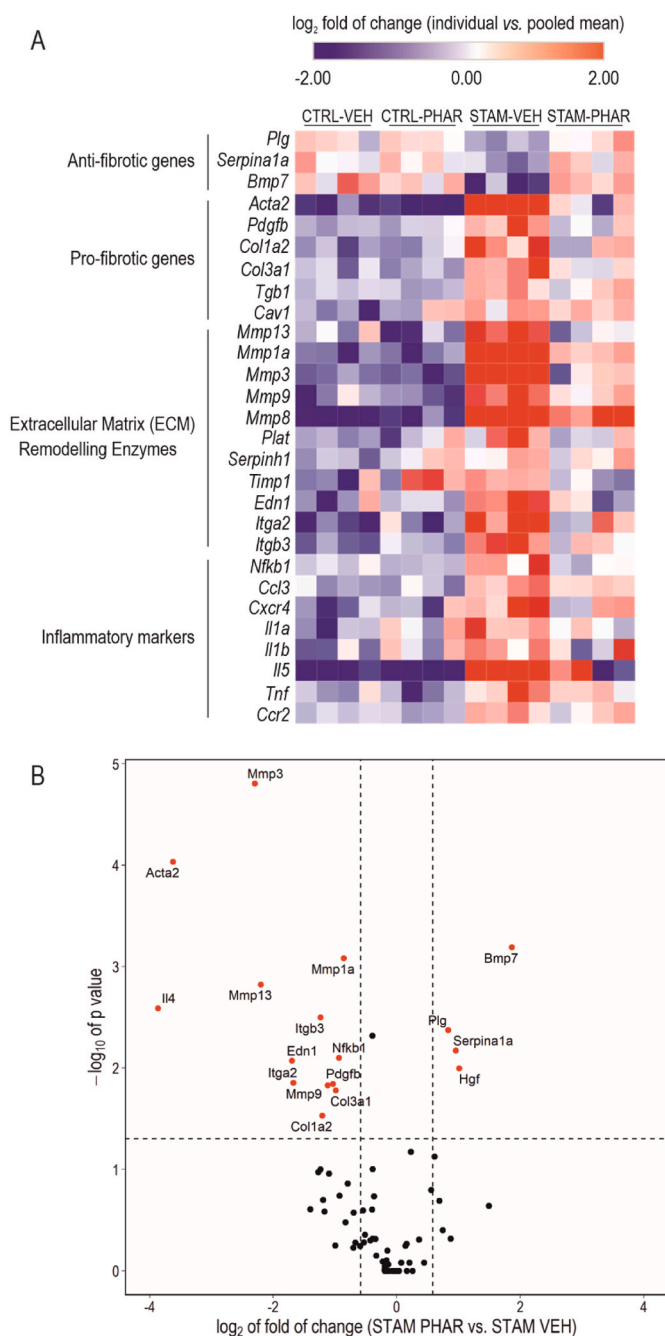 A
log2 fold of change (individual vs. pooled mean)
-2.00 0.00 2.00
CTRL-VEH CTRL-PHAR STAM-VEH STAM-PHAR
Anti-fibrotic genes
Plg
Serpina1a
Bmp7
Pro-fibrotic genes
Acta2
Pdgfb
Col1a2
Col3a1
Tgb1
Cav1
Extracellular Matrix (ECM)
Remodelling Enzymes
Mmp13
Mmp1a
Mmp3
Mmp9
Mmp8
Plat
Serpinh1
Timp1
Edn1
Itga2
Itgb3
Inflammatory markers
Nfkb1
Ccl3
Cxcr4
Il1a
Il1b
Il5
Tnf
Ccr2
B
5
4
3
2
1
0
−log10 of p value
Mmp3
Acta2
Bmp7
Mmp1a
Mmp13
Il4
Itgb3
Plg
Serpina1a
Nfkb1
Edn1
Hgf
Itga2
Pdgfb
Mmp9
Col3a1
Col1a2
-4 -2 0 2 4
log2 of fold of change (STAM PHAR vs. STAM VEH)